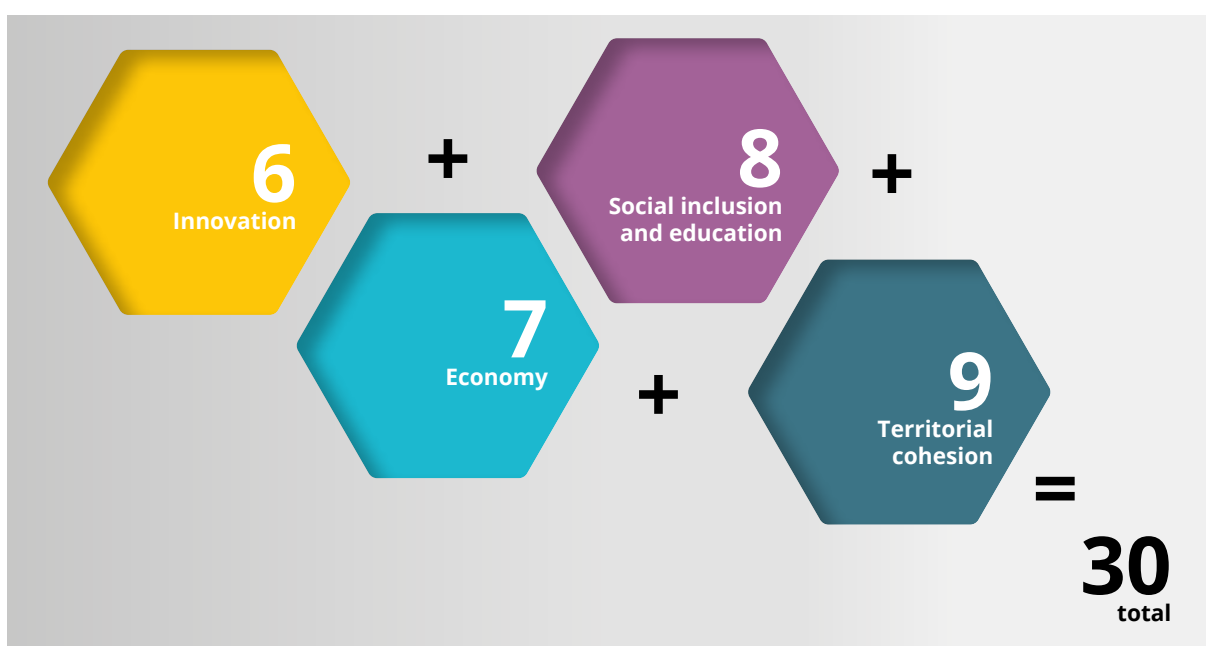 6
Innovation
+
7
Economy
+
8
Social inclusion
and education
+
9
Territorial
cohesion
=
30
total